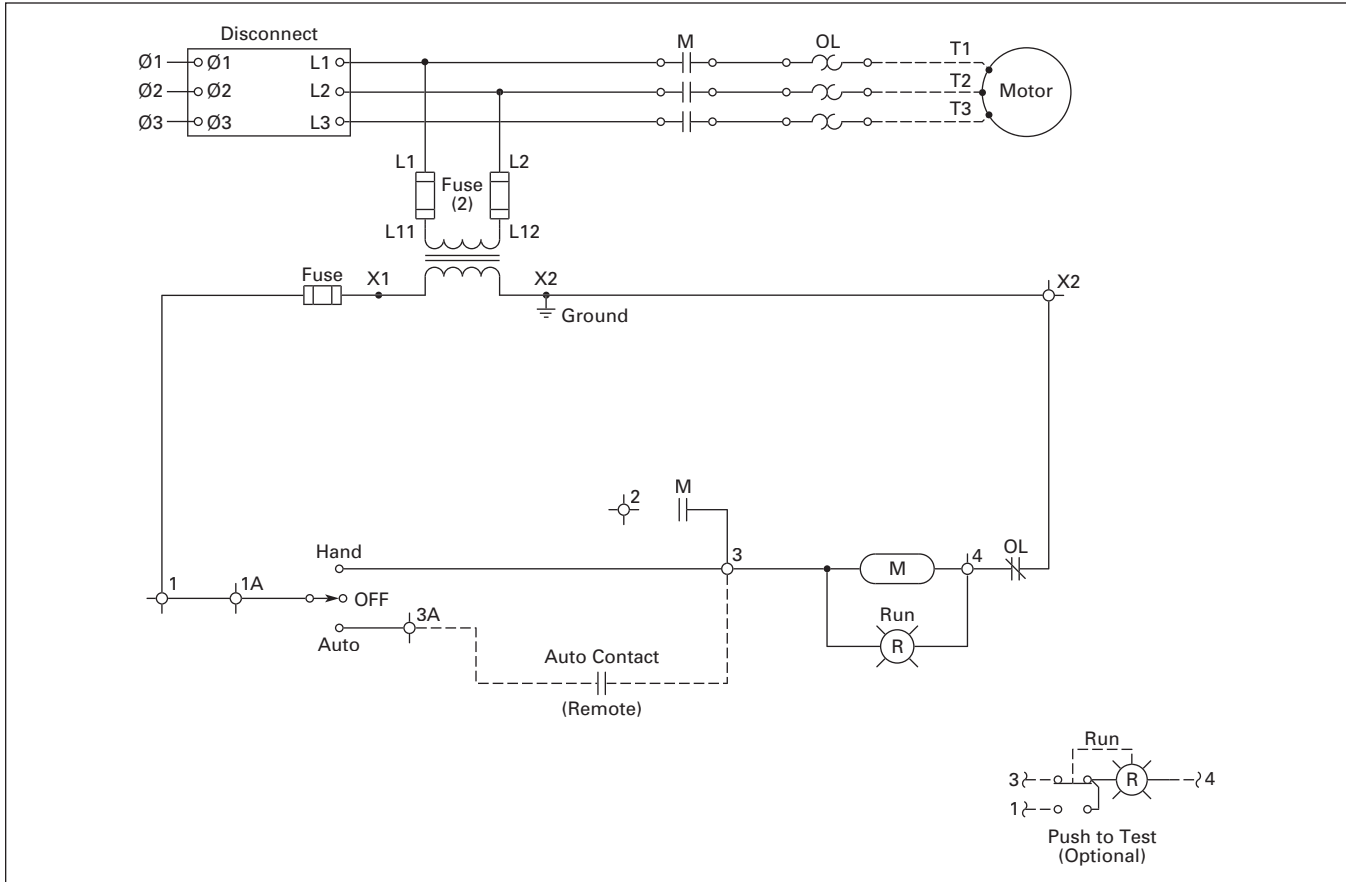 Disconnect
M
OL
T1
Ø1
Ø1
L1
Ø2
Ø2
L2
T2
Motor
Ø3
Ø3
L3
T3
L1
L2
Fuse
(2)
L11
L12
Fuse
X1
X2
X2
Ground
2
M
Hand
3
4
OL
M
1
1A
OFF
3A
Run
R
Auto
Auto Contact
(Remote)
Run
3
R
4
1
Push to Test
(Optional)